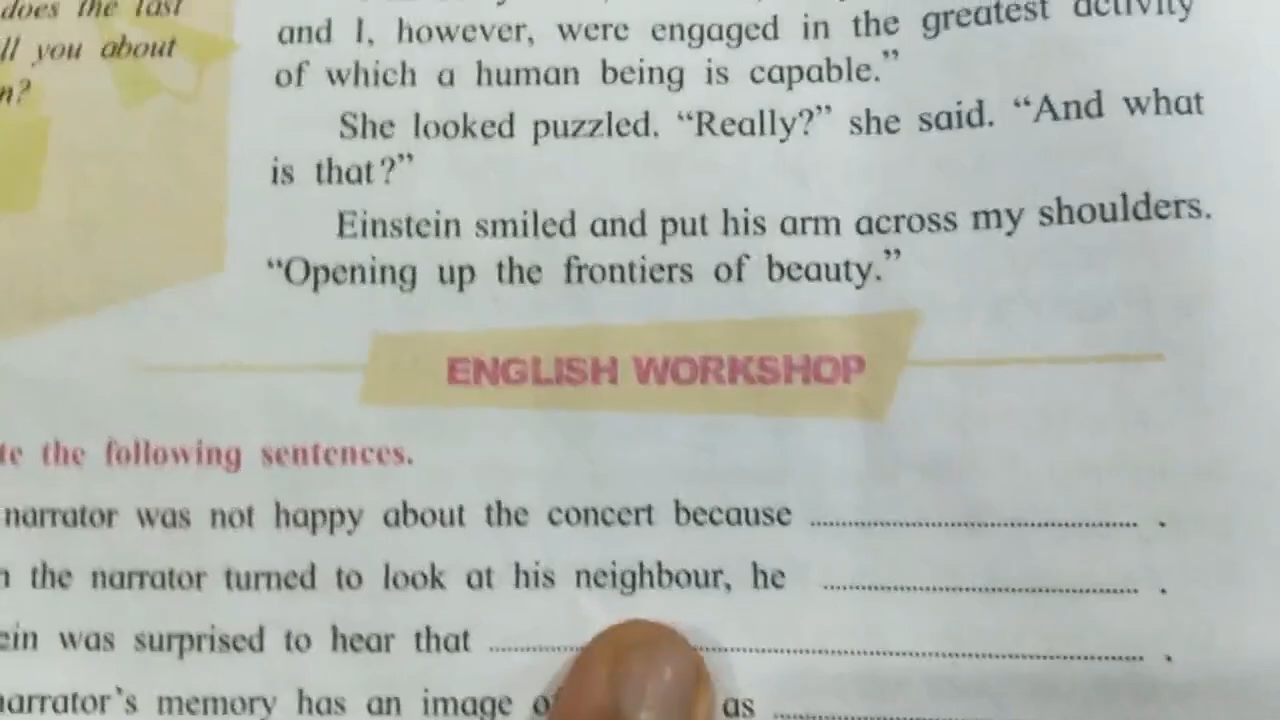 does the last
ll you about
n?
and I, however, were engaged in the greatest activity
of which a human being is capable.”
She looked puzzled. “Really?” she said. “And what
is that?”
Einstein smiled and put his arm across my shoulders.
“Opening up the frontiers of beauty.”
ENGLISH WORKSHOP
te the following sentences.
narrator was not happy about the concert because .................... .
n the narrator turned to look at his neighbour, he .................... .
ein was surprised to hear that .................... .
narrator’s memory has an image o as ....................